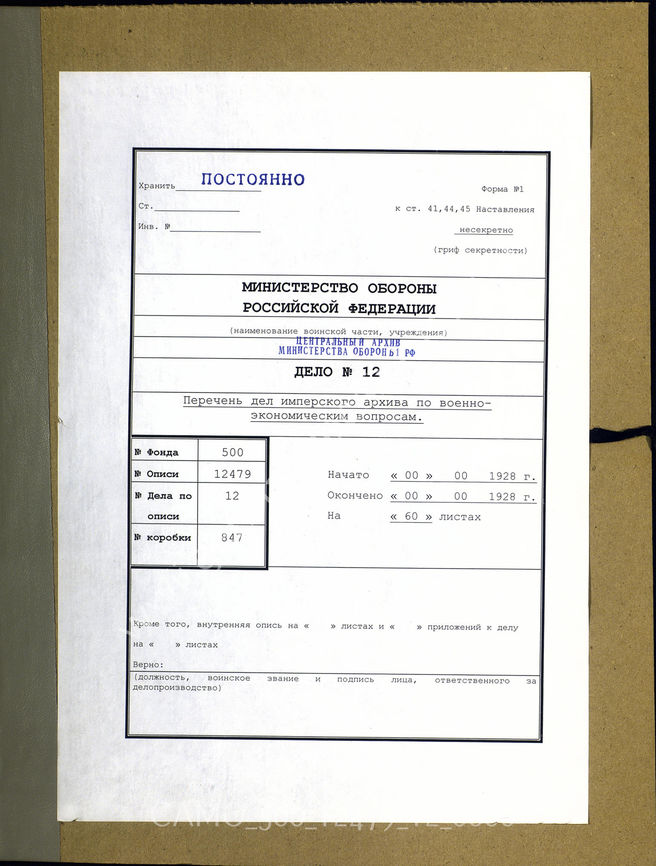 Хранить ПОСТОЯННО
Форма №1
Ст.
к ст. 41,44,45 Наставления
Инв. №
несекретно
(гриф секретности)
МИНИСТЕРСТВО ОБОРОНЫ
РОССИЙСКОЙ ФЕДЕРАЦИИ
(наименование воинской части, учреждения)
ЦЕНТРАЛЬНЫЙ АРХИВ
МИНИСТЕРСТВА ОБОРОНЫ РФ
ДЕЛО № 12
Перечень дел имперского архива по военно-
экономическим вопросам.
№ Фонда 500
№ Описи 12479
№ Дела по описи 12
№ коробки 847
Начато « 00 » 00 1928 г.
Окончено « 00 » 00 1928 г.
На « 60 » листах
Кроме того, внутренняя опись на « » листах и « » приложений к делу
на « » листах
Верно:
(должность, воинское звание и подпись лица, ответственного за
делопроизводство)